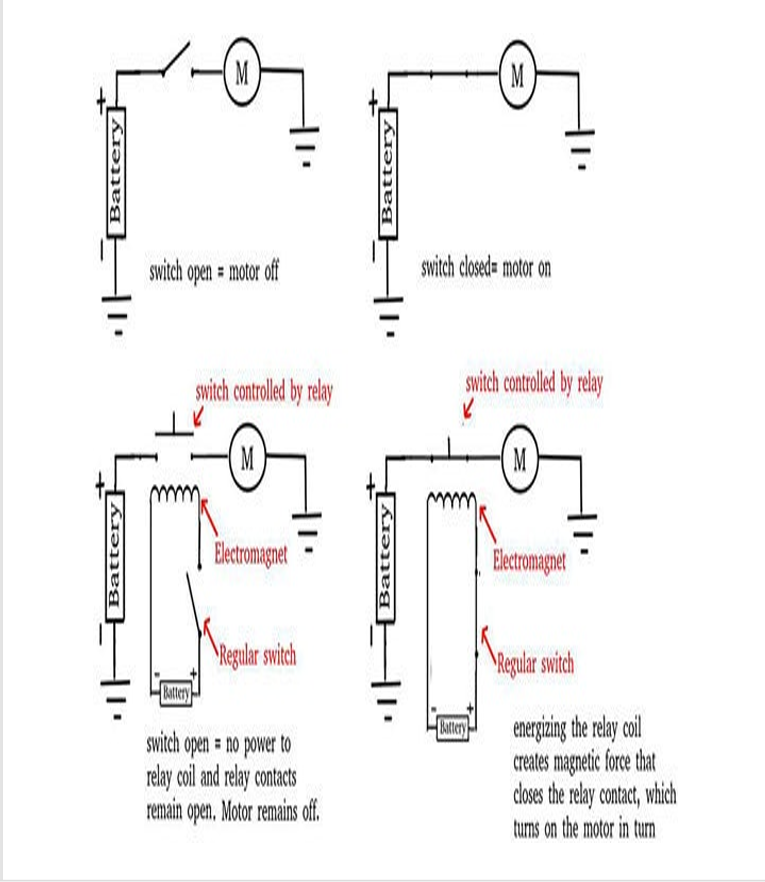 M
M
+
+
Battery
Battery
-
-
switch open = motor off
switch closed= motor on
switch controlled by relay
switch controlled by relay
M
M
+
+
Electromagnet
Electromagnet
Battery
Battery
-
-
Regular switch
Regular switch
- +
Battery
- +
Battery
switch open = no power to
relay coil and relay contacts
remain open. Motor remains off.
energizing the relay coil
creates magnetic force that
closes the relay contact, which
turns on the motor in turn